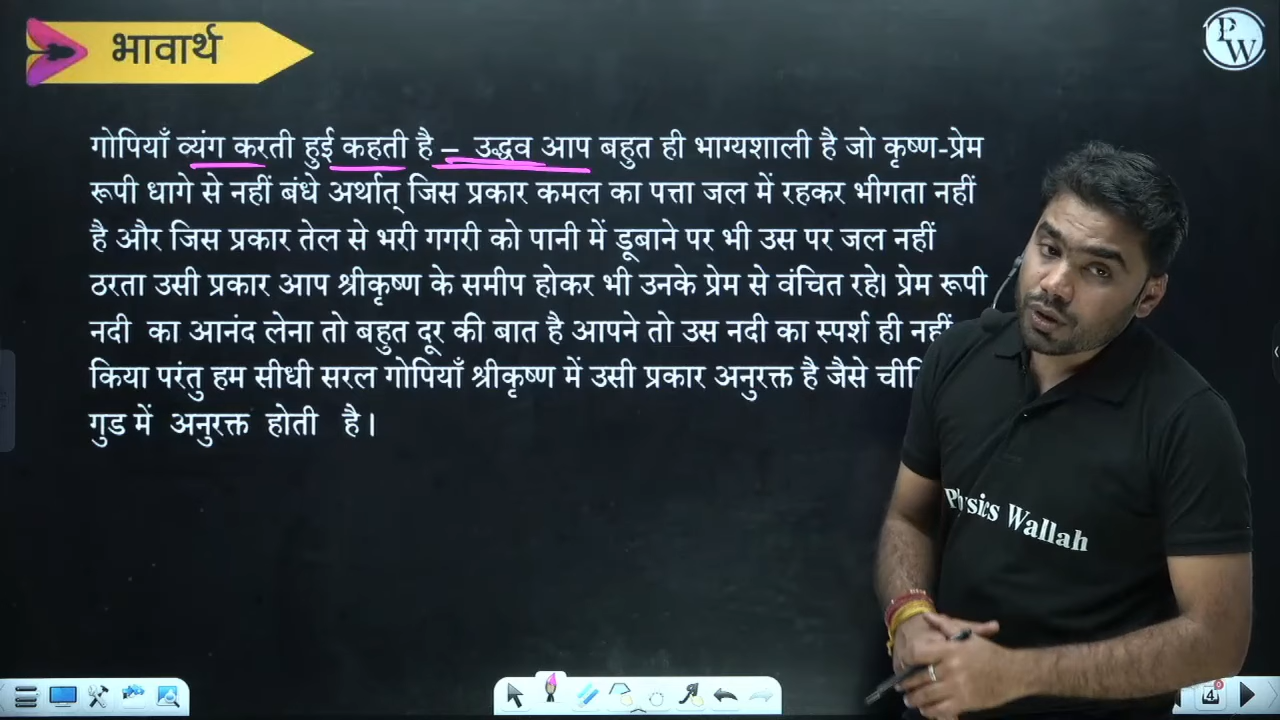 भावार्थ
PW
गोपियाँ व्यंग करती हुई कहती है – उद्धव आप बहुत ही भाग्यशाली है जो कृष्ण-प्रेम
रूपी धागे से नहीं बंधे अर्थात् जिस प्रकार कमल का पत्ता जल में रहकर भीगता नहीं
है और जिस प्रकार तेल से भरी गगरी को पानी में डूबाने पर भी उस पर जल नहीं
ठरता उसी प्रकार आप श्रीकृष्ण के समीप होकर भी उनके प्रेम से वंचित रहे। प्रेम रूपी
नदी का आनंद लेना तो बहुत दूर की बात है आपने तो उस नदी का स्पर्श ही नहीं
किया परंतु हम सीधी सरल गोपियाँ श्रीकृष्ण में उसी प्रकार अनुरक्त है जैसे
गुड में अनुरक्त होती है।
Physics Wallah
4